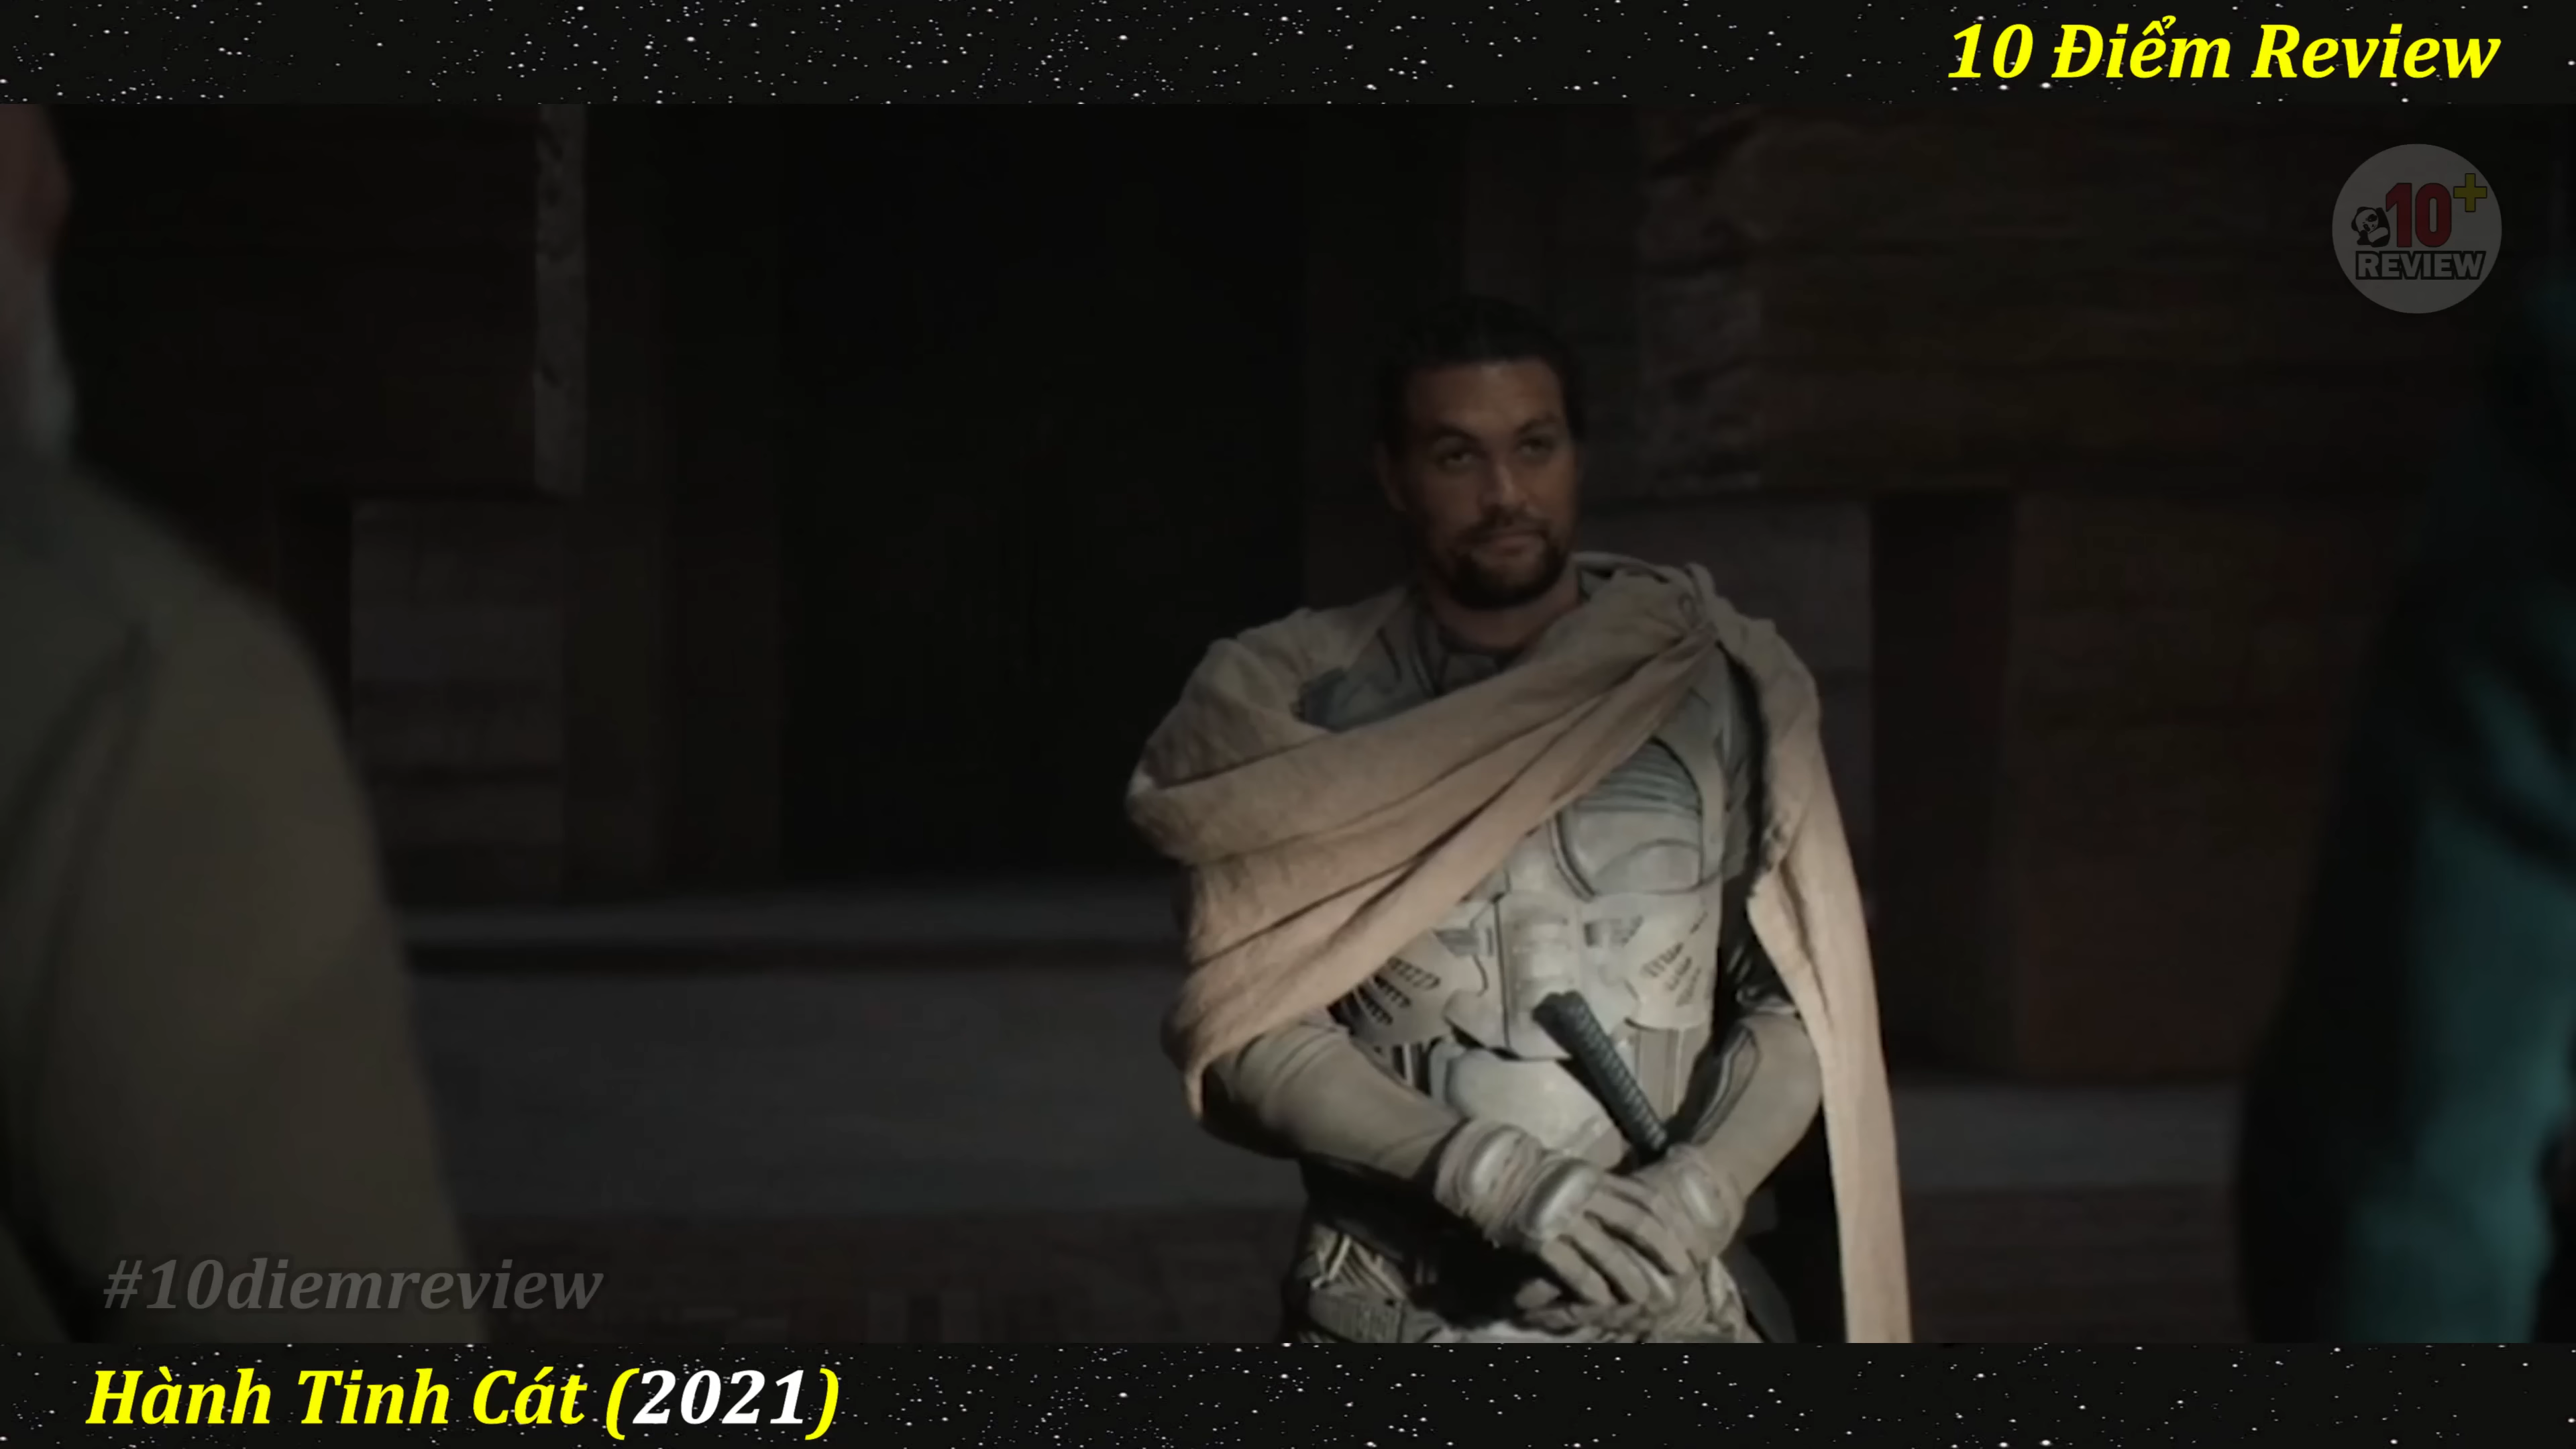 10 Điểm Review
10+
REVIEW
#10diemreview
Hành Tinh Cát (2021)